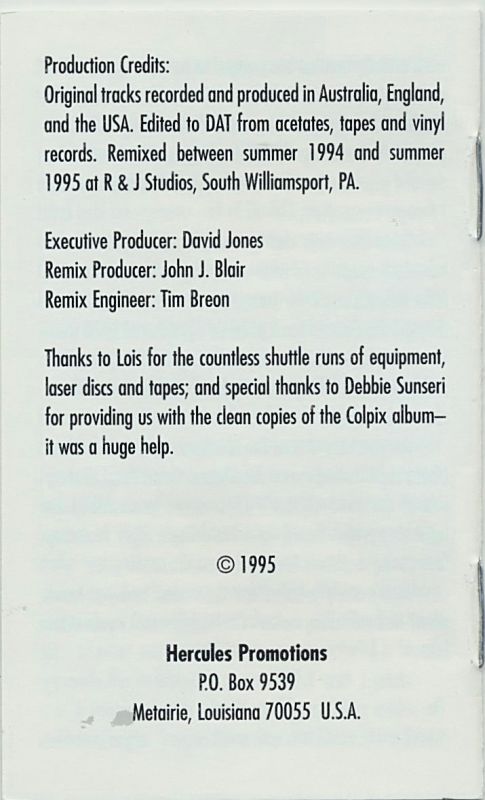 Production Credits:
Original tracks recorded and produced in Australia, England,
and the USA. Edited to DAT from acetates, tapes and vinyl
records. Remixed between summer 1994 and summer
1995 at R & J Studios, South Williamsport, PA.
Executive Producer: David Jones
Remix Producer: John J. Blair
Remix Engineer: Tim Breon
Thanks to Lois for the countless shuttle runs of equipment,
laser discs and tapes; and special thanks to Debbie Sunseri
for providing us with the clean copies of the Colpix album—
it was a huge help.
© 1995
Hercules Promotions
P.O. Box 9539
Metairie, Louisiana 70055 U.S.A.